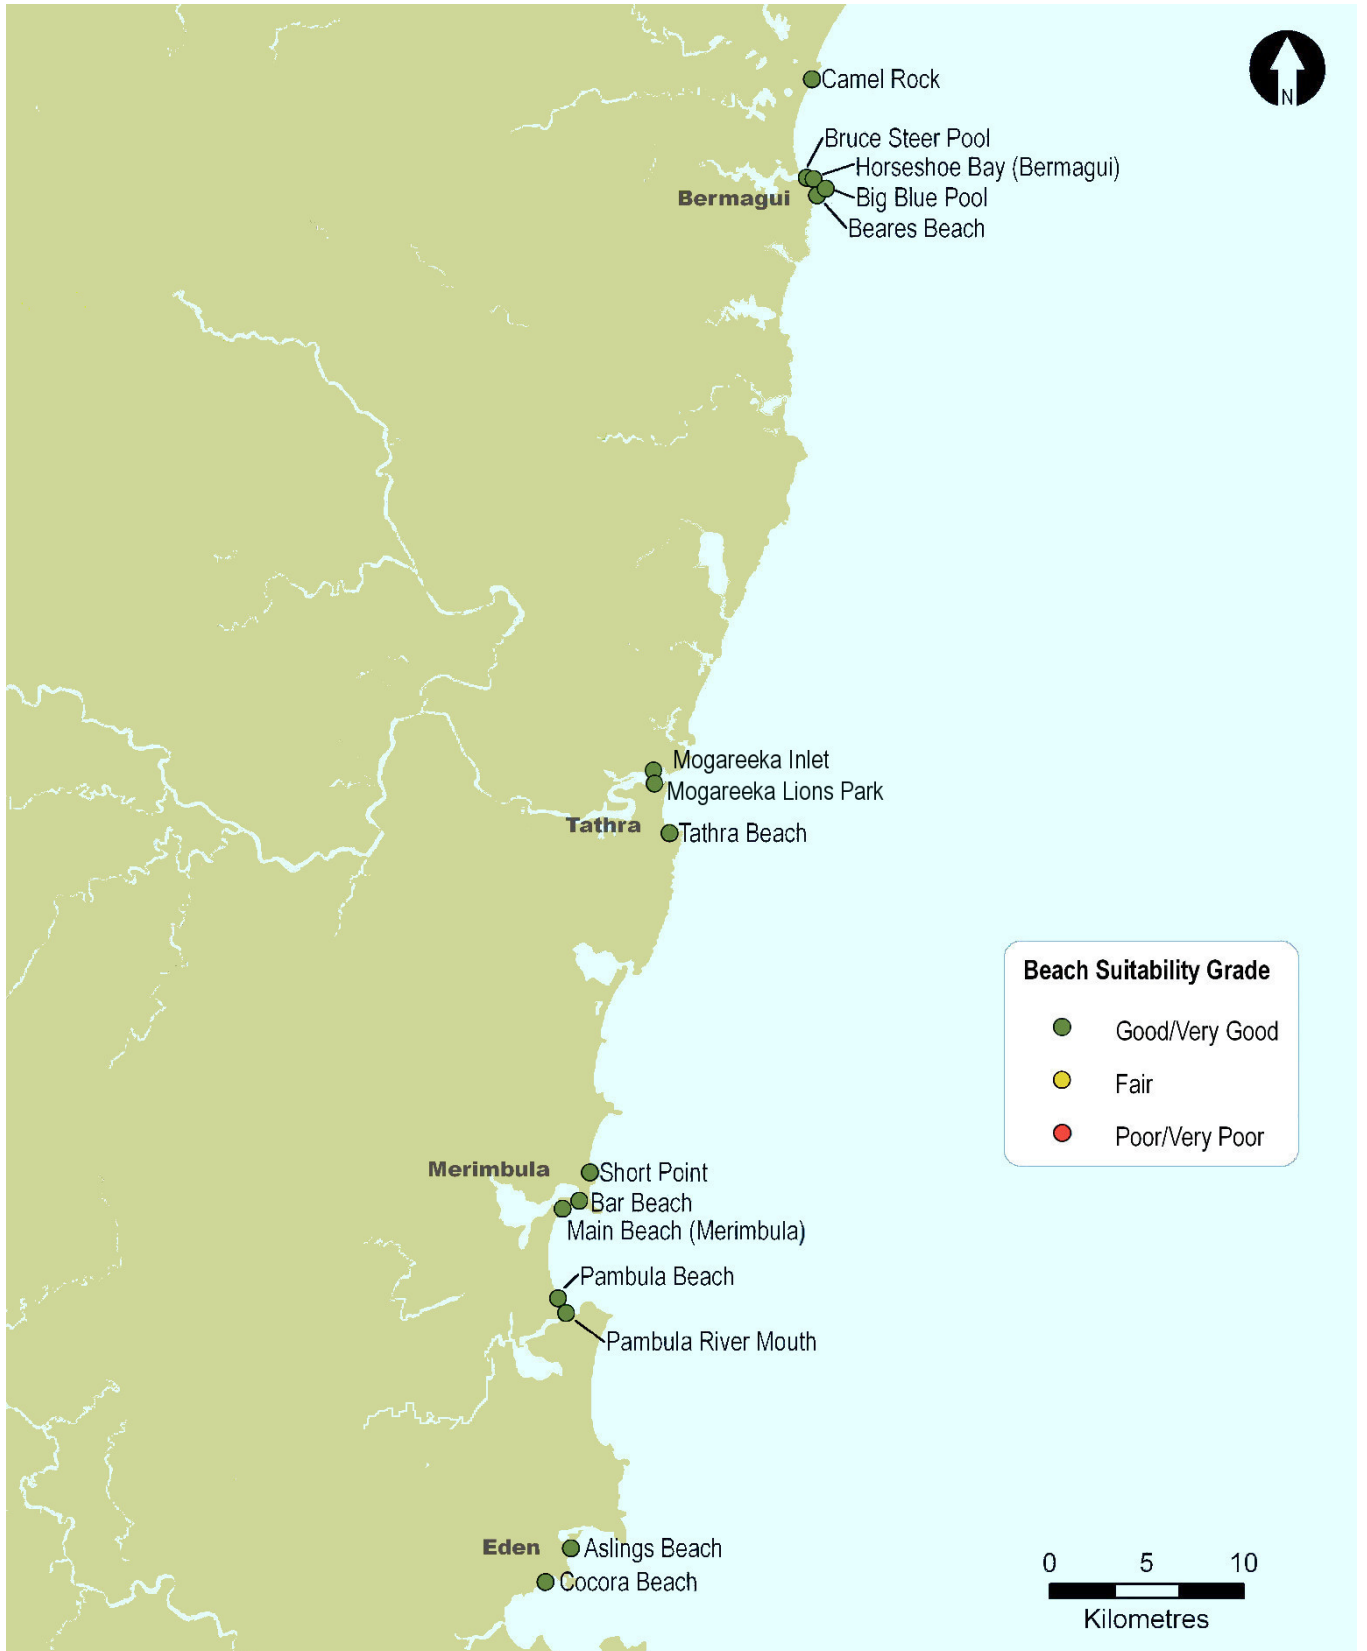 Camel Rock
N
Bruce Steer Pool
Horseshoe Bay (Bermagui)
Bermagui
Big Blue Pool
Beares Beach
Mogareeka Inlet
Mogareeka Lions Park
Tathra
Tathra Beach
Beach Suitability Grade
Good/Very Good
Fair
Poor/Very Poor
Merimbula
Short Point
Bar Beach
Main Beach (Merimbula)
Pambula Beach
Pambula River Mouth
Eden
Aslings Beach
Cocora Beach
0 5 10
Kilometres